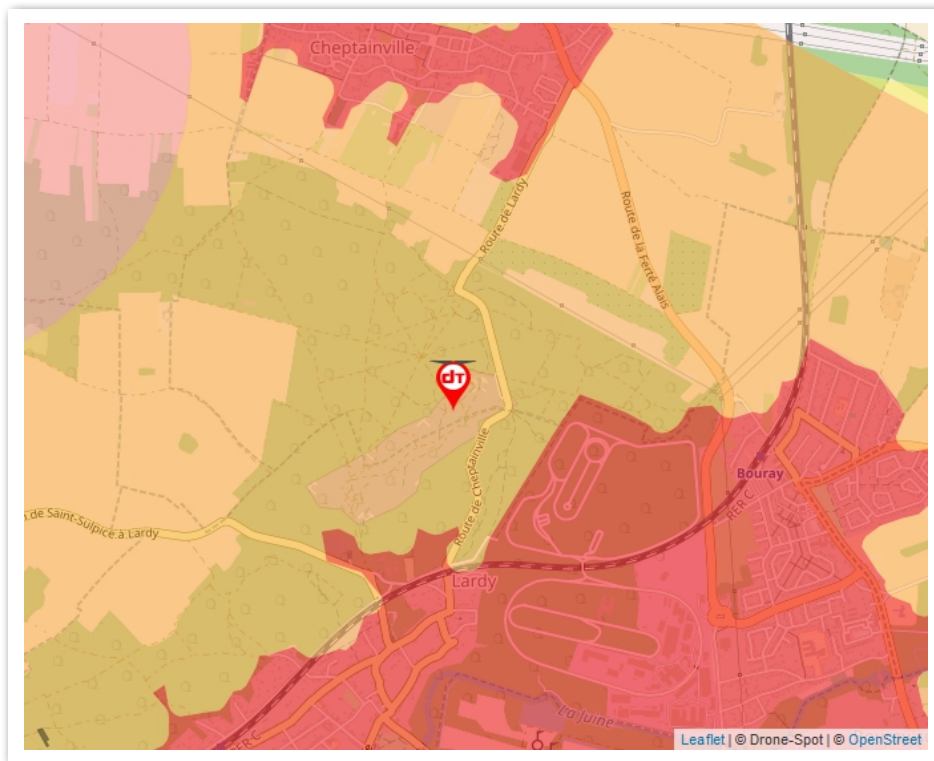 Cheptainville
Route de Lardy
Route de la Ferté Alais
dT
Route de Cheptainville
Bouray
RER C
de Saint-Sulpice à Lardy
Lardy
La Juine
RER C
Leaflet | © Drone-Spot | © OpenStreet